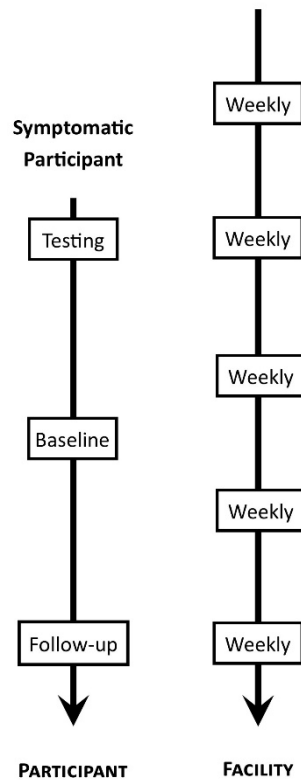 Symptomatic
Participant
Testing
Baseline
Follow-up
PARTICIPANT
Weekly
Weekly
Weekly
Weekly
Weekly
FACILITY